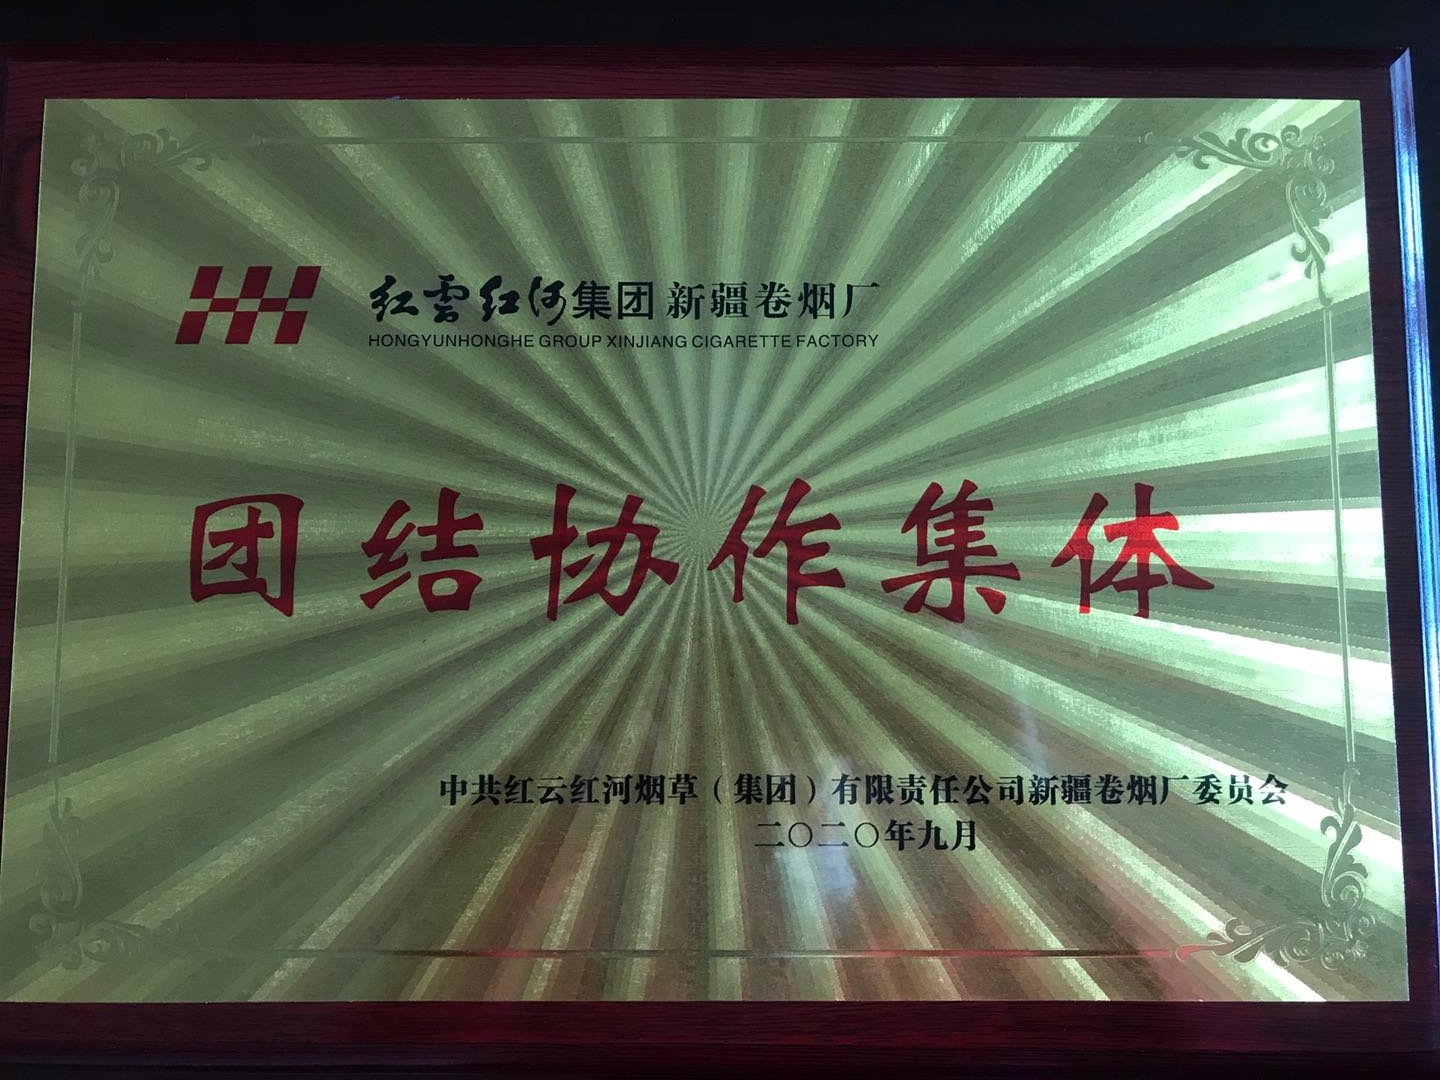 红雲红河集团 新疆卷烟厂
HONGYUNHONGHE GROUP XINJIANG CIGARETTE FACTORY
团结协作集体
中共红云红河烟草（集团）有限责任公司新疆卷烟厂委员会
二〇二〇年九月